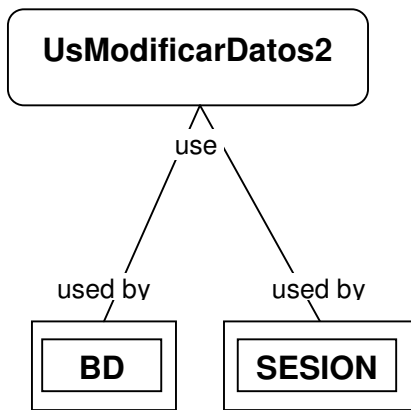 UsModificarDatos2
use
used by
used by
BD
SESION